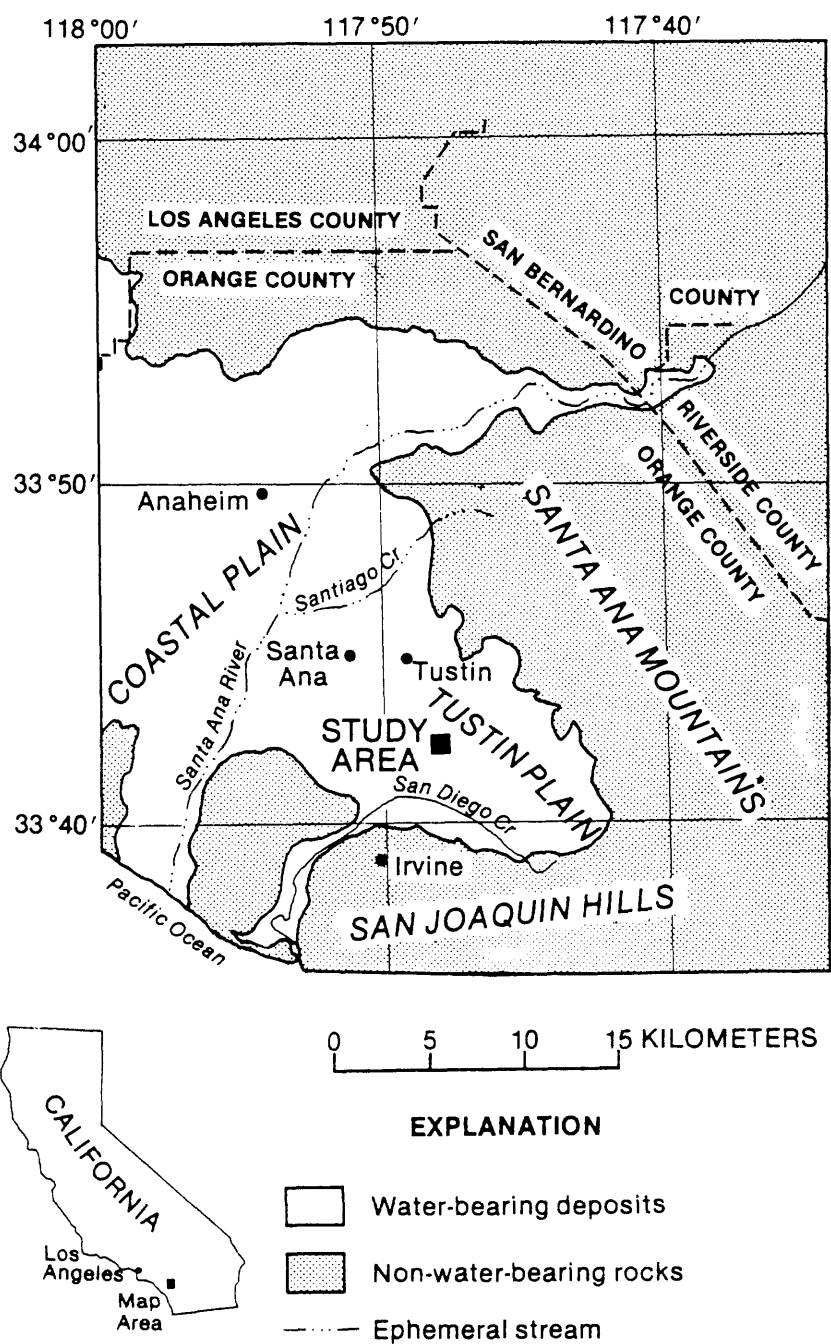 118°00′ 117°50′ 117°40′
34°00′
LOS ANGELES COUNTY
ORANGE COUNTY
SAN BERNARDINO
COUNTY
RIVERSIDE COUNTY
ORANGE COUNTY
33°50′
Anaheim
COASTAL PLAIN
Santiago Cr
SANTA ANA MOUNTAINS
Santa Ana River
Santa
Ana
Tustin
TUSTIN PLAIN
STUDY
AREA
San Diego Cr
33°40′
Irvine
Pacific Ocean
SAN JOAQUIN HILLS
0 5 10 15 KILOMETERS
CALIFORNIA
Los
Angeles
Map
Area
EXPLANATION
Water-bearing deposits
Non-water-bearing rocks
Ephemeral stream